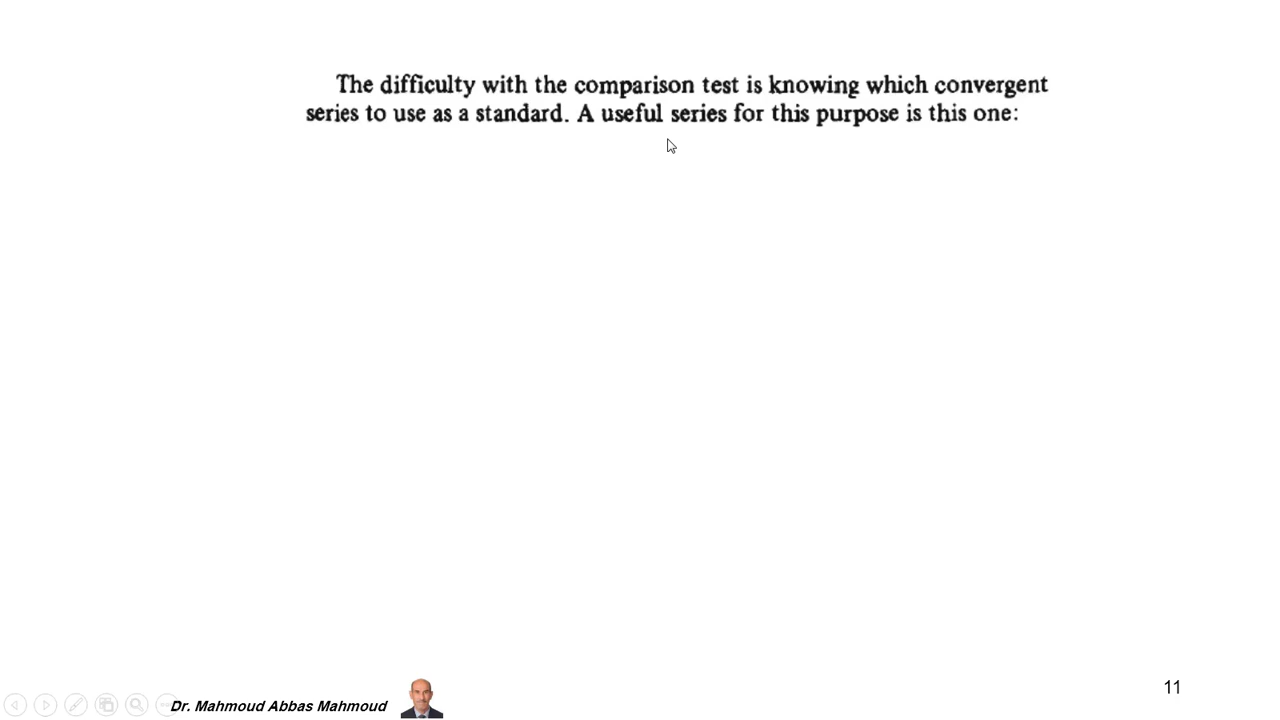 The difficulty with the comparison test is knowing which convergent
series to use as a standard. A useful series for this purpose is this one:
11
Dr. Mahmoud Abbas Mahmoud